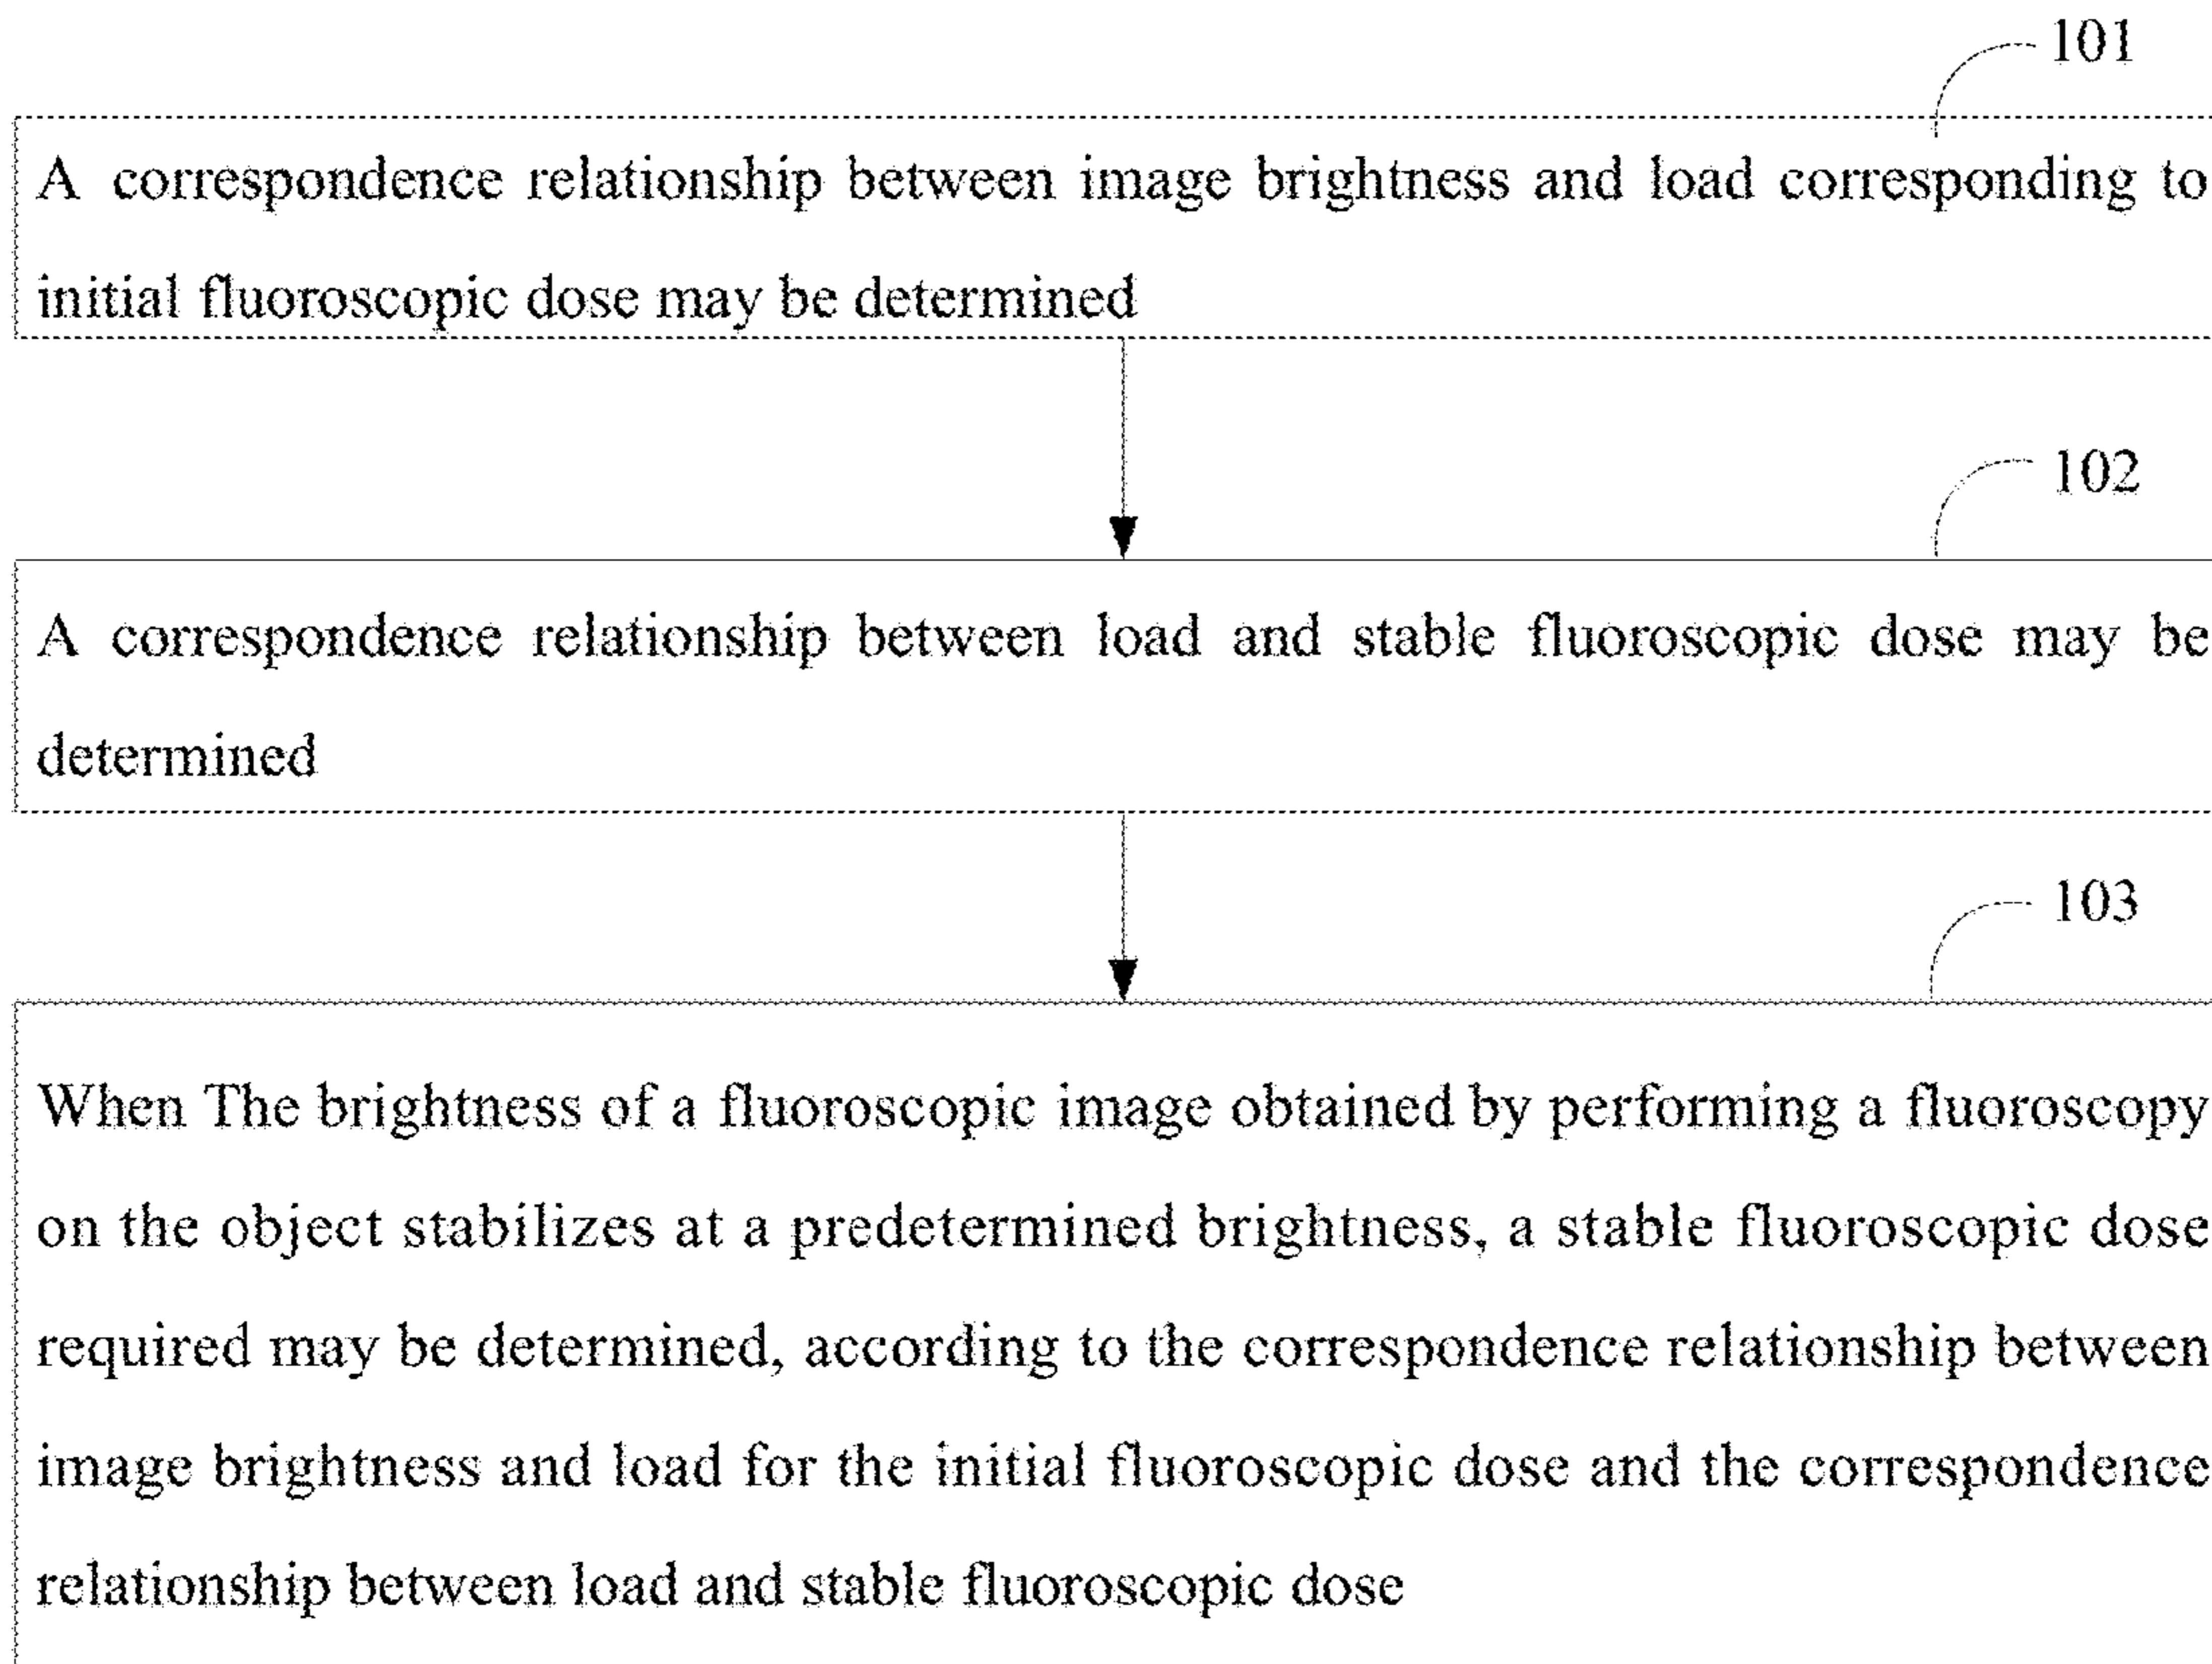 101
A correspondence relationship between image brightness and load corresponding to
initial fluoroscopic dose may be determined
102
A correspondence relationship between load and stable fluoroscopic dose may be
determined
103
When The brightness of a fluoroscopic image obtained by performing a fluoroscopy
on the object stabilizes at a predetermined brightness, a stable fluoroscopic dose
required may be determined, according to the correspondence relationship between
image brightness and load for the initial fluoroscopic dose and the correspondence
relationship between load and stable fluoroscopic dose